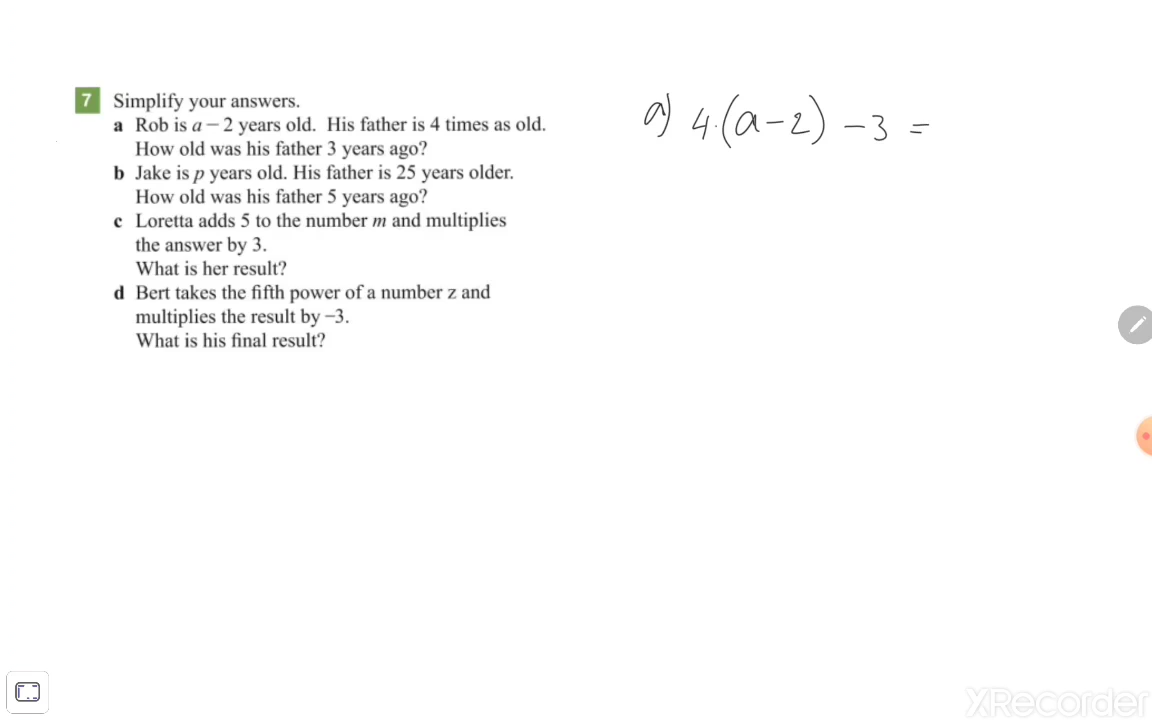 7 Simplify your answers.
a Rob is a − 2 years old. His father is 4 times as old.
How old was his father 3 years ago?
b Jake is p years old. His father is 25 years older.
How old was his father 5 years ago?
c Loretta adds 5 to the number m and multiplies
the answer by 3.
What is her result?
d Bert takes the fifth power of a number z and
multiplies the result by −3.
What is his final result?
a) 4·(a−2) −3 =
XRecorder